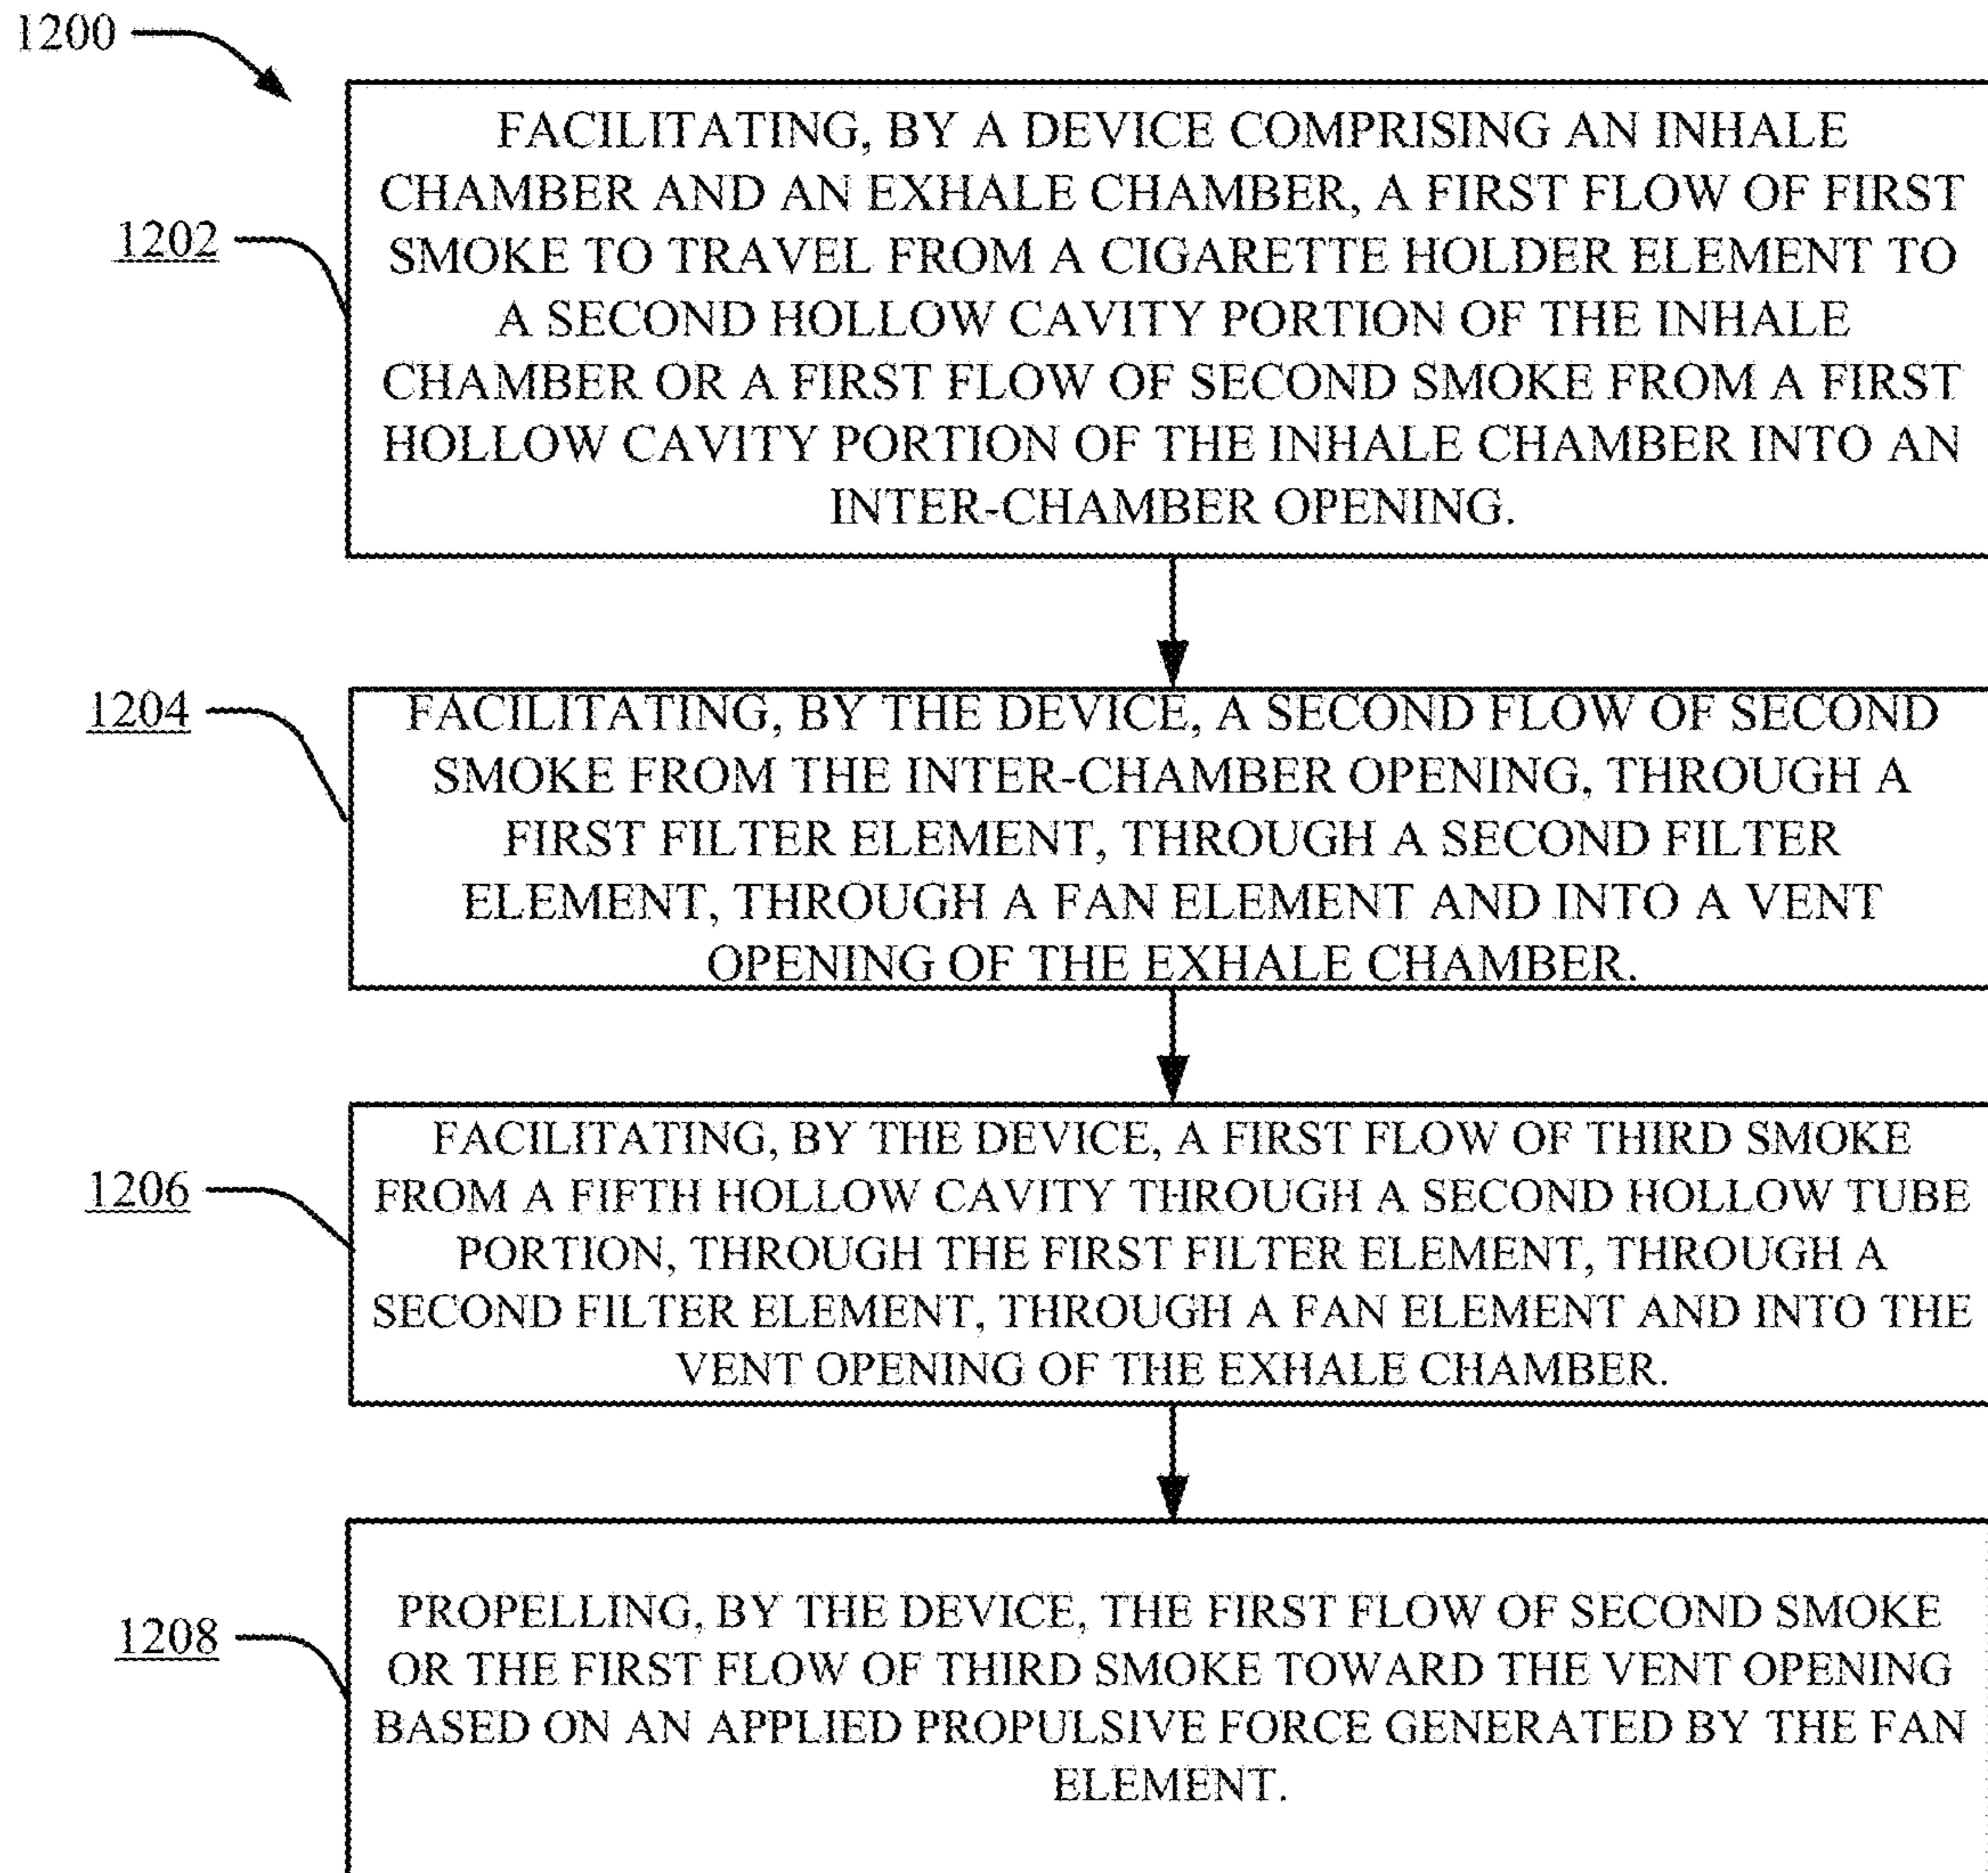 1200
FACILITATING, BY A DEVICE COMPRISING AN INHALE
CHAMBER AND AN EXHALE CHAMBER, A FIRST FLOW OF FIRST
SMOKE TO TRAVEL FROM A CIGARETTE HOLDER ELEMENT TO
A SECOND HOLLOW CAVITY PORTION OF THE INHALE
CHAMBER OR A FIRST FLOW OF SECOND SMOKE FROM A FIRST
HOLLOW CAVITY PORTION OF THE INHALE CHAMBER INTO AN
INTER-CHAMBER OPENING.
1202
FACILITATING, BY THE DEVICE, A SECOND FLOW OF SECOND
SMOKE FROM THE INTER-CHAMBER OPENING, THROUGH A
FIRST FILTER ELEMENT, THROUGH A SECOND FILTER
ELEMENT, THROUGH A FAN ELEMENT AND INTO A VENT
OPENING OF THE EXHALE CHAMBER.
1204
FACILITATING, BY THE DEVICE, A FIRST FLOW OF THIRD SMOKE
FROM A FIFTH HOLLOW CAVITY THROUGH A SECOND HOLLOW TUBE
PORTION, THROUGH THE FIRST FILTER ELEMENT, THROUGH A
SECOND FILTER ELEMENT, THROUGH A FAN ELEMENT AND INTO THE
VENT OPENING OF THE EXHALE CHAMBER.
1206
PROPELLING, BY THE DEVICE, THE FIRST FLOW OF SECOND SMOKE
OR THE FIRST FLOW OF THIRD SMOKE TOWARD THE VENT OPENING
BASED ON AN APPLIED PROPULSIVE FORCE GENERATED BY THE FAN
ELEMENT.
1208